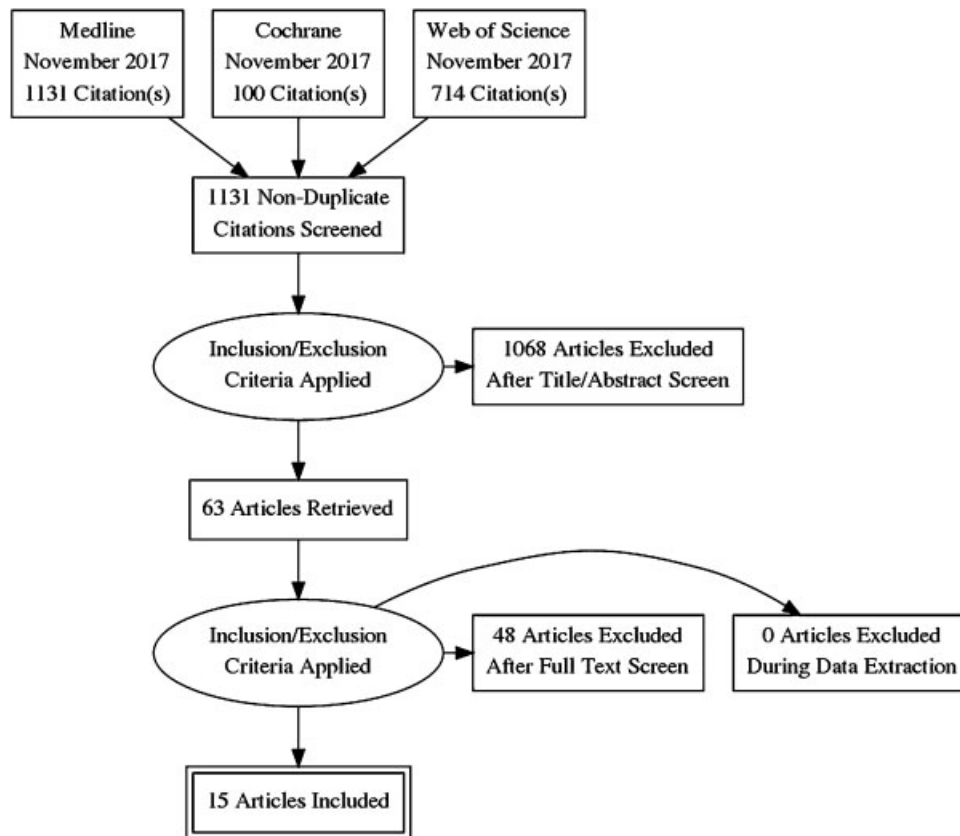 Medline
November 2017
1131 Citation(s)
Cochrane
November 2017
100 Citation(s)
Web of Science
November 2017
714 Citation(s)
1131 Non-Duplicate
Citations Screened
Inclusion/Exclusion
Criteria Applied
1068 Articles Excluded
After Title/Abstract Screen
63 Articles Retrieved
Inclusion/Exclusion
Criteria Applied
48 Articles Excluded
After Full Text Screen
0 Articles Excluded
During Data Extraction
15 Articles Included